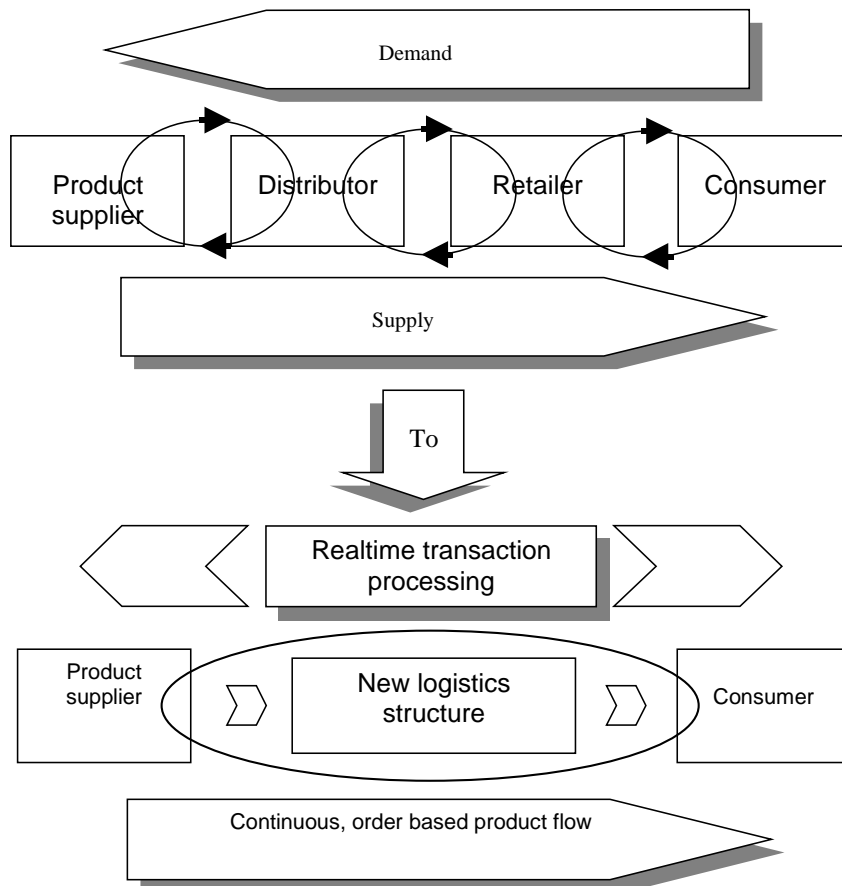 Demand
Product
supplier
Distributor
Retailer
Consumer
Supply
To
Realtime transaction
processing
Product
supplier
New logistics
structure
Consumer
Continuous, order based product flow